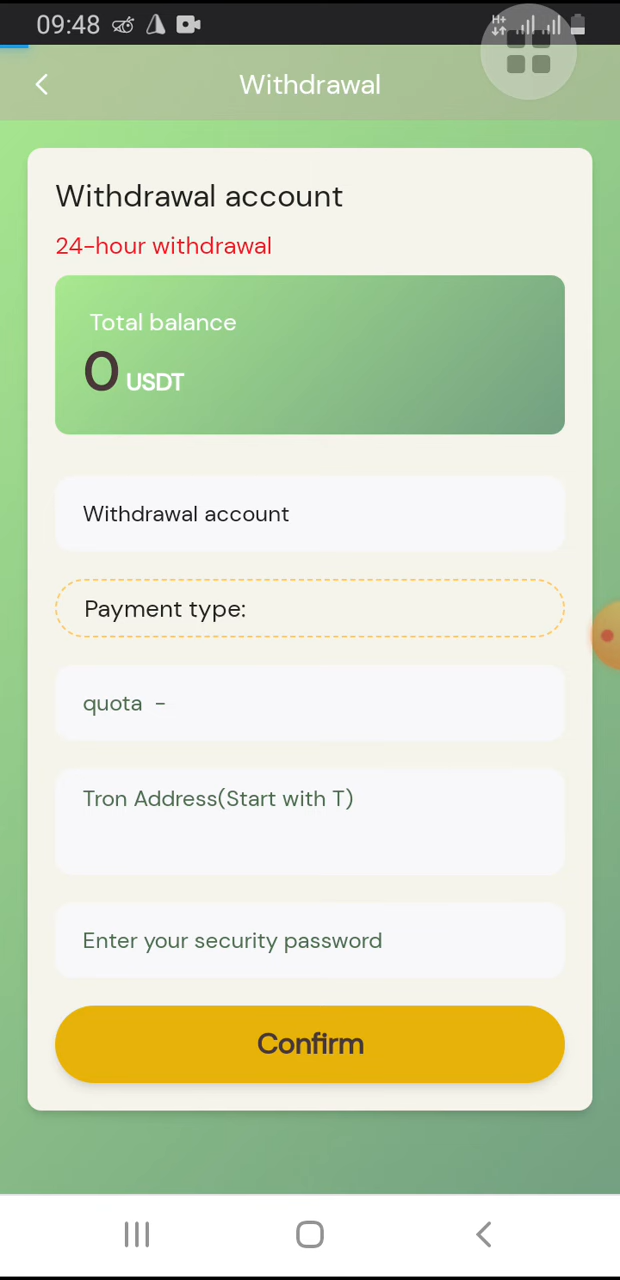 09:48
H+
Withdrawal
Withdrawal account
24-hour withdrawal
Total balance
0 USDT
Withdrawal account
Payment type:
quota -
Tron Address(Start with T)
Enter your security password
Confirm